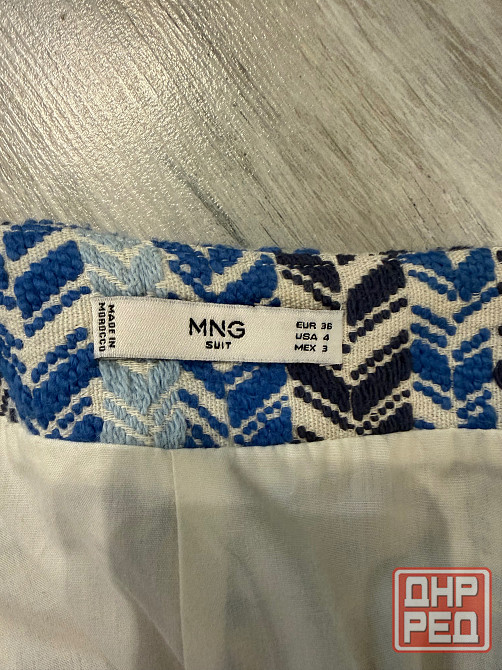 MADE IN
MOROCCO
MNG
SUIT
EUR 36
USA 4
MEX 3
ДНР
РЕД